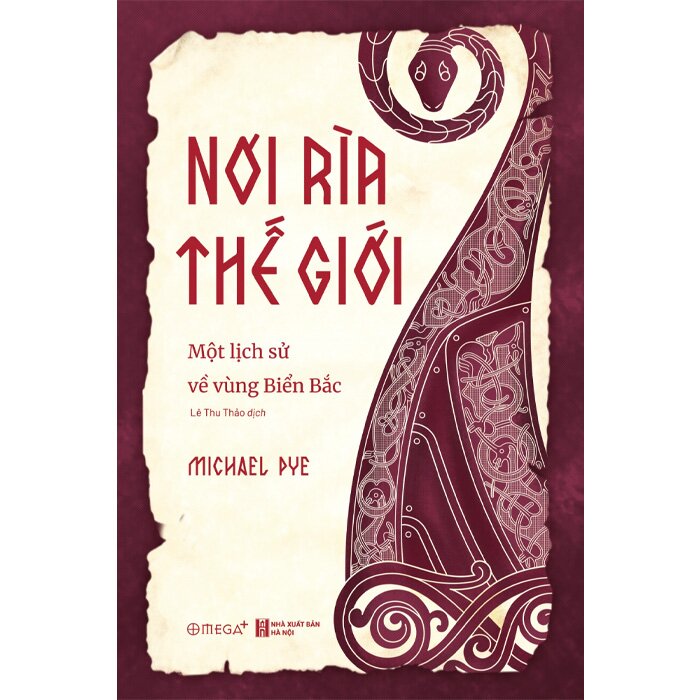 NƠI RÌA
THẾ GIỚI
Một lịch sử
về vùng Biển Bắc
Lê Thu Thảo dịch
MICHAEL PYE
OMEGA+
NHÀ XUẤT BẢN
HÀ NỘI